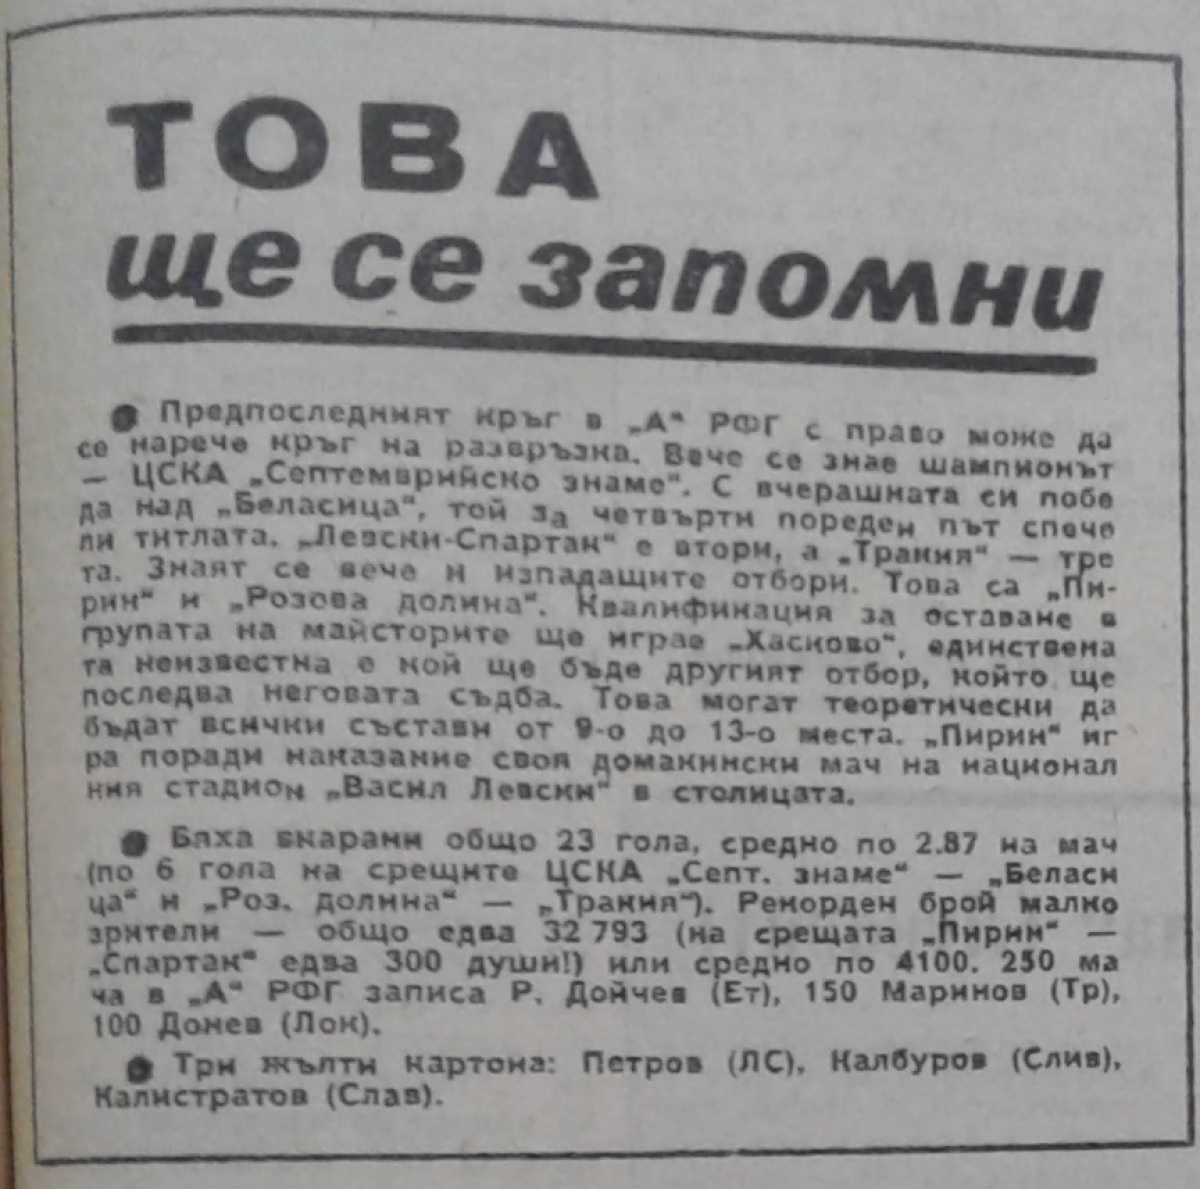 ТОВА
ще се запомни
● Предпоследният кръг в „А“ РФГ с право може да
се нарече кръг на развръзка. Вече се знае шампионът
— ЦСКА „Септемврийско знаме“. С вчерашната си побе
да над „Беласица“, той за четвърти пореден път спече
ли титлата. „Левски-Спартак“ е втори, а „Тракия“ — тре
та. Знаят се вече и изпадащите отбори. Това са „Пи-
рин“ и „Розова долина“. Квалификация за оставане в
групата на майсторите ще играе „Хасково“, единствена
та неизвестна е кой ще бъде другият отбор, който ще
последва неговата съдба. Това могат теоретически да
бъдат всички състави от 9-о до 13-о места. „Пирин“ иг
ра поради наказание своя домакински мач на национал
ния стадион „Васил Левски“ в столицата.
● Бяха вкарани общо 23 гола, средно по 2.87 на мач
(по 6 гола на срещите ЦСКА „Септ. знаме“ — „Беласи
ца“ и „Роз. долина“ — „Тракия“). Рекорден брой малко
зрители — общо едва 32 793 (на срещата „Пирин“ —
„Спартак“ едва 300 души!) или средно по 4100. 250 ма
ча в „А“ РФГ записа Р. Дойчев (Ет), 150 Маринов (Тр),
100 Донев (Лок).
● Три жълти картона: Петров (ЛС), Калбуров (Слив),
Калистратов (Слав).